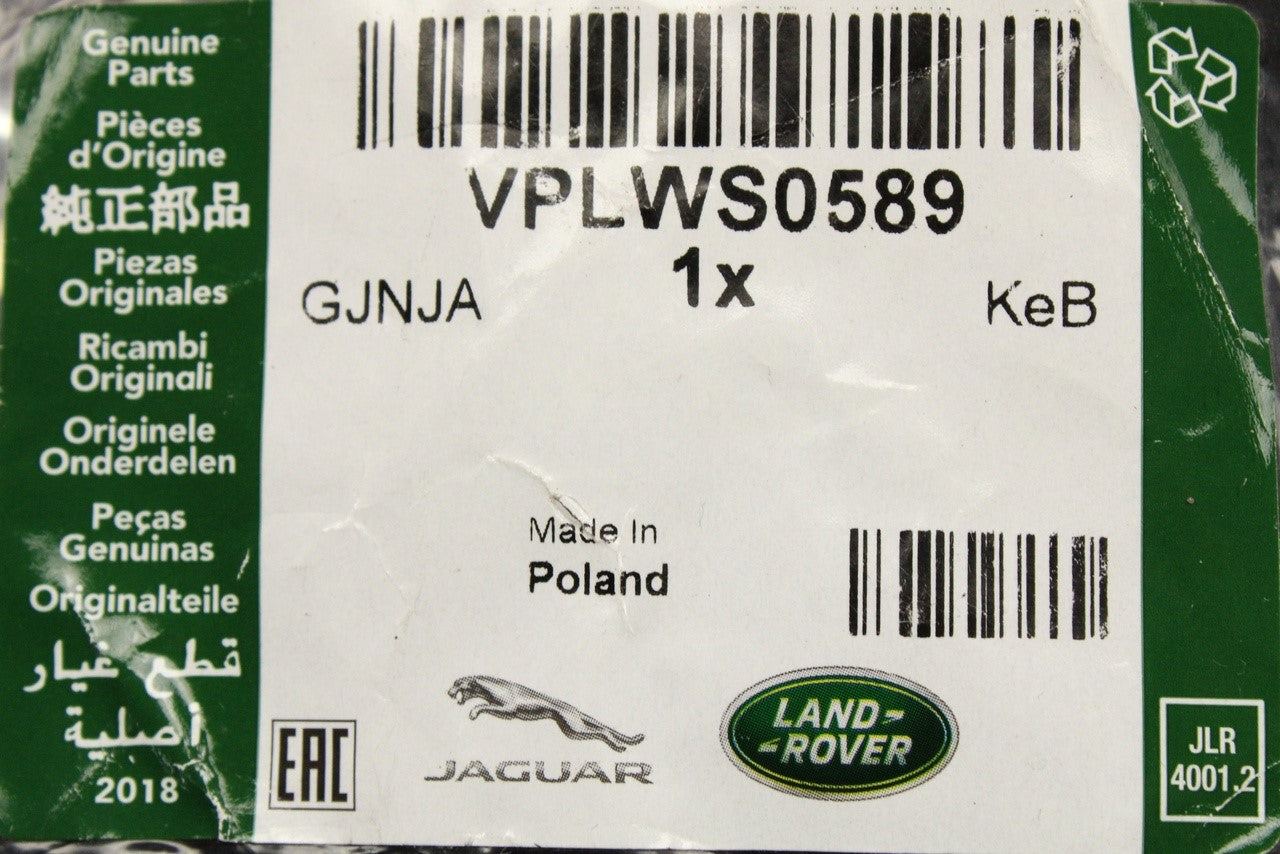 Genuine
Parts
Pièces
d'Origine
純正部品
Piezas
Originales
Ricambi
Originali
Originele
Onderdelen
Peças
Genuinas
Originalteile
قطع غيار
أصلية
2018
VPLWS0589
1x
GJNJA
KeB
Made In
Poland
EAC
JAGUAR
LAND-
-ROVER
JLR
4001.2